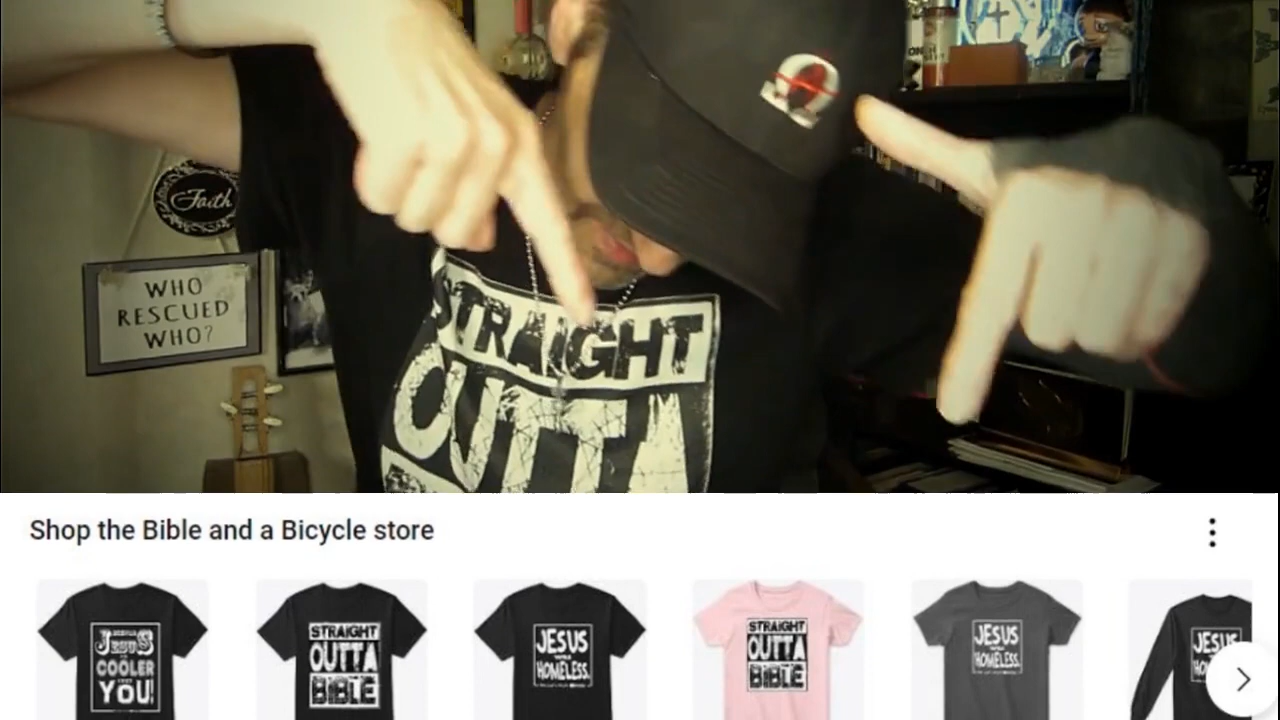 Faith
WHO
RESCUED
WHO?
STRAIGHT
OUTTA
Shop the Bible and a Bicycle store
JESUS
COOLER
YOU!
STRAIGHT
OUTTA
BIBLE
JESUS
HOMELESS.
STRAIGHT
OUTTA
BIBLE
JESUS
HOMELESS.
JESUS